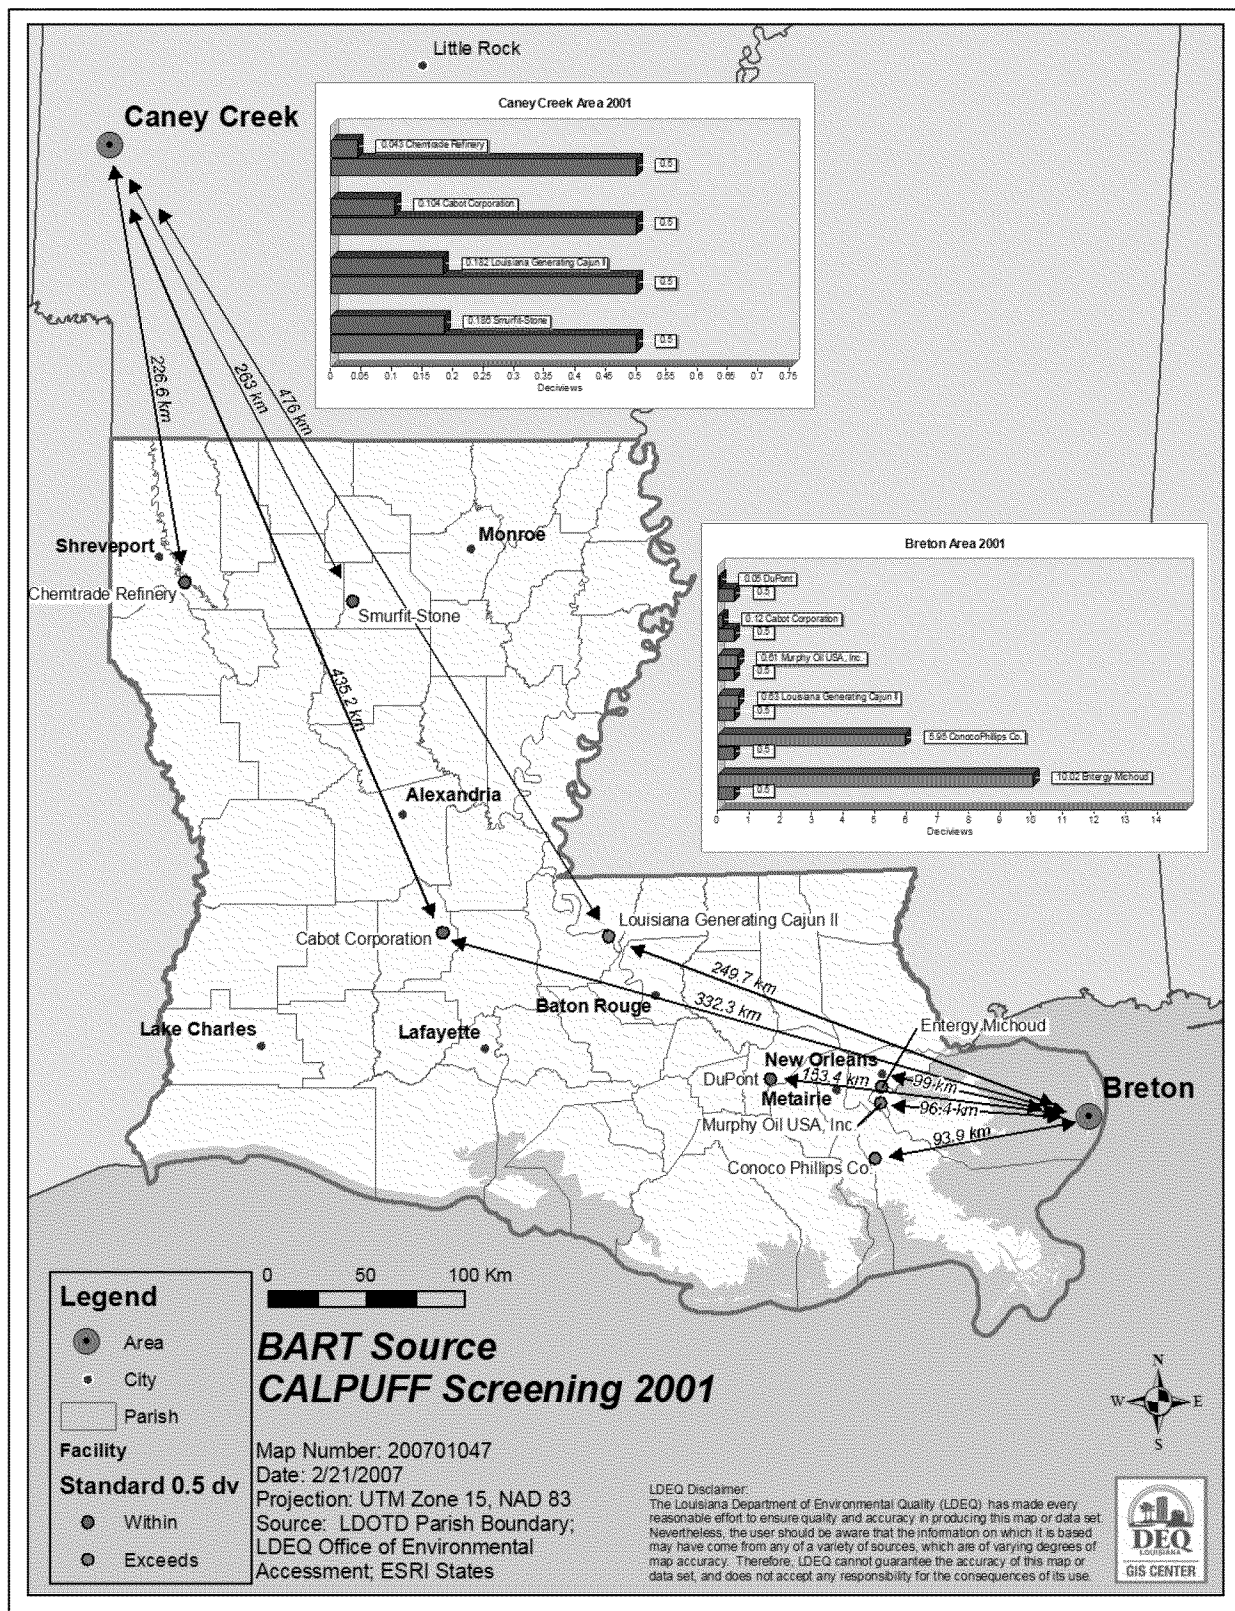 Little Rock
Caney Creek
Caney Creek Area 2001
0.043 Chemtrade Refinery
0.5
0.104 Cabot Corporation
0.5
0.182 Louisiana Generating Cajun II
0.5
0.186 Smurfit-Stone
0.5
0 0.05 0.1 0.15 0.2 0.25 0.3 0.35 0.4 0.45 0.5 0.55 0.6 0.65 0.7 0.75
Deciviews
226.6 km
263 km
476 km
435.2 km
Shreveport
Monroe
Chemtrade Refinery
Smurfit-Stone
Breton Area 2001
0.05 DuPont
0.5
0.12 Cabot Corporation
0.5
0.61 Murphy Oil USA, Inc.
0.5
0.63 Louisiana Generating Cajun II
0.5
5.95 ConocoPhillips Co.
0.5
10.02 Entergy Michoud
0.5
0 1 2 3 4 5 6 7 8 9 10 11 12 13 14
Deciviews
Alexandria
Louisiana Generating Cajun II
Cabot Corporation
249.7 km
332.3 km
Baton Rouge
Lake Charles
Lafayette
Entergy Michoud
New Orleans
DuPont
153.4 km
99 km
Metairie
96.4 km
Breton
Murphy Oil USA, Inc
93.9 km
Conoco Phillips Co.
0 50 100 Km
Legend
Area
City
Parish
Facility
Standard 0.5 dv
Within
Exceeds
BART Source
CALPUFF Screening 2001
Map Number: 200701047
Date: 2/21/2007
Projection: UTM Zone 15, NAD 83
Source: LDOTD Parish Boundary;
LDEQ Office of Environmental
Accessment; ESRI States
N
W E
S
LDEQ Disclaimer:
The Louisiana Department of Environmental Quality (LDEQ) has made every
reasonable effort to ensure quality and accuracy in producing this map or data set.
Nevertheless, the user should be aware that the information on which it is based
may have come from any of a variety of sources, which are of varying degrees of
map accuracy. Therefore, LDEQ cannot guarantee the accuracy of this map or
data set, and does not accept any responsibility for the consequences of its use.
DEQ
LOUISIANA
GIS CENTER